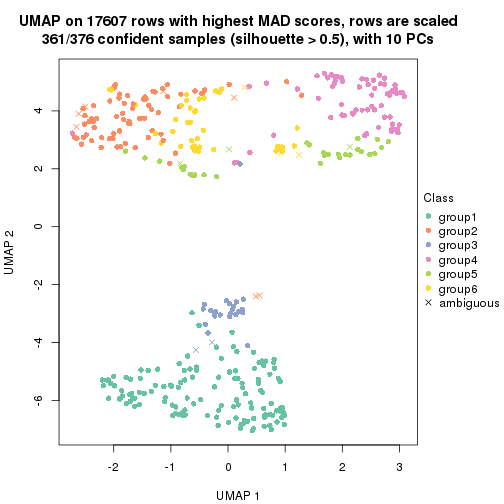 UMAP on 17607 rows with highest MAD scores, rows are scaled
361/376 confident samples (silhouette > 0.5), with 10 PCs
4
2
0
-2
-4
-6
UMAP 2
-2
-1
0
1
2
3
UMAP 1
Class
group1
group2
group3
group4
group5
group6
ambiguous